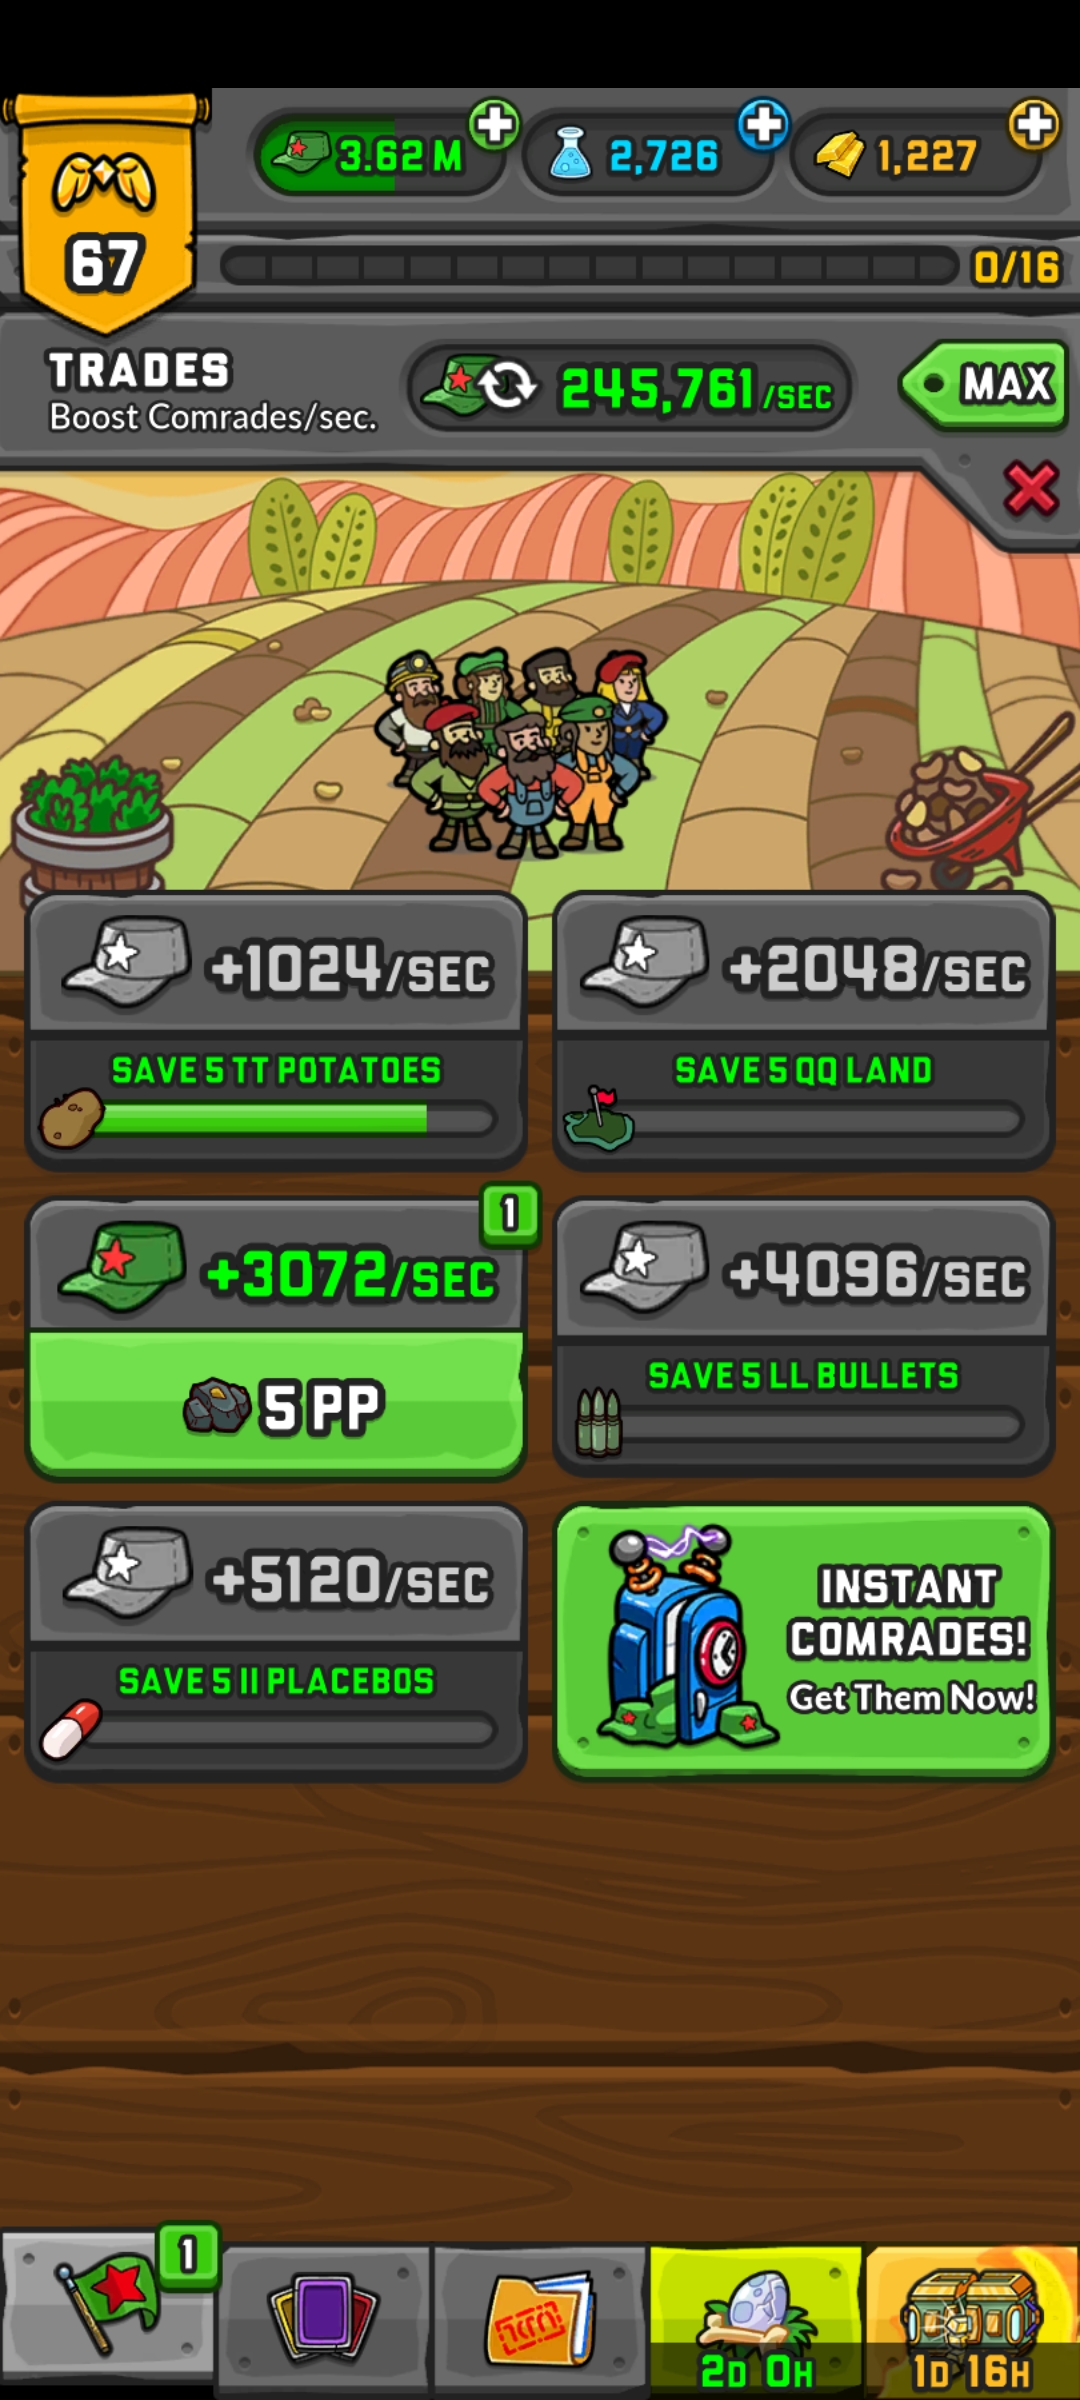 3.62 M
2,726
1,227
67
0/16
TRADES
Boost Comrades/sec.
245,761/SEC
MAX
+1024/SEC
+2048/SEC
SAVE 5 TT POTATOES
SAVE 5 QQ LAND
1
+3072/SEC
+4096/SEC
5 PP
SAVE 5 LL BULLETS
+5120/SEC
INSTANT
COMRADES!
Get Them Now!
SAVE 5 II PLACEBOS
1
2D 0H
1D 16H